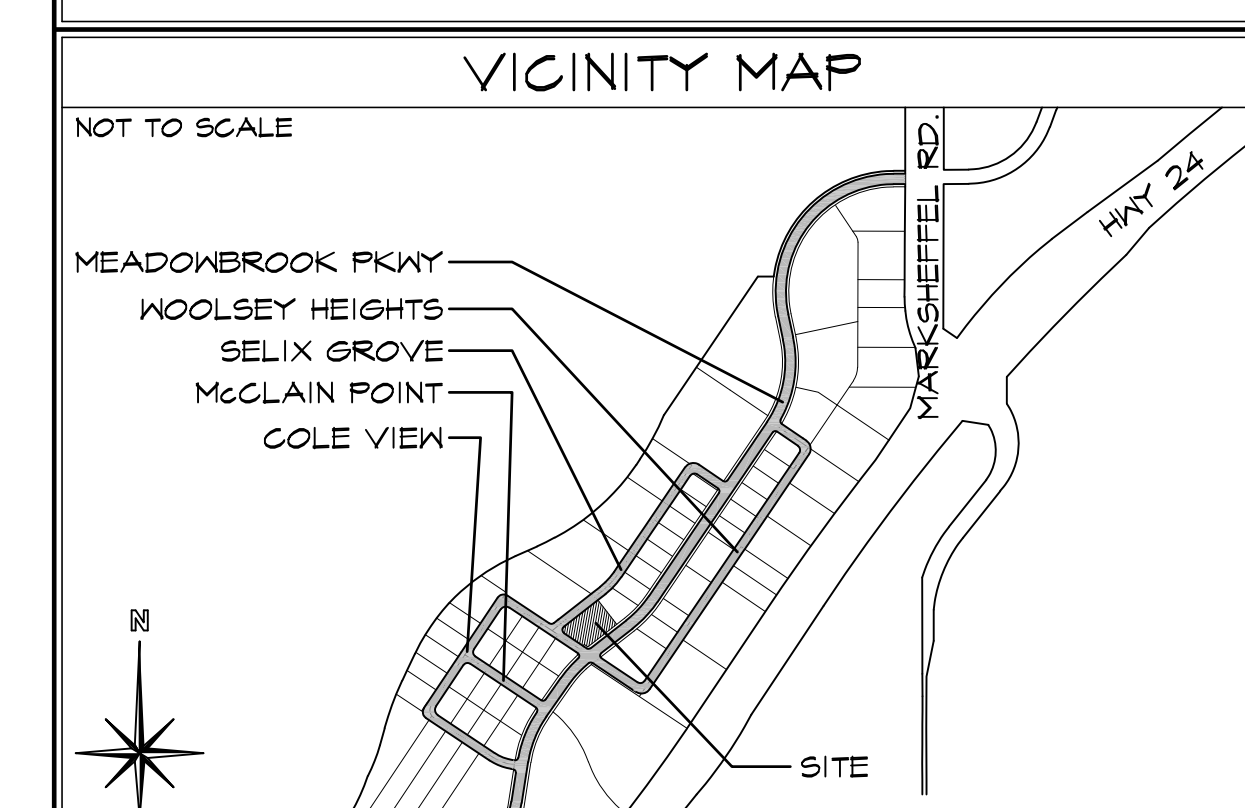 VICINITY MAP
NOT TO SCALE
MARKSHEFFEL RD.
HWY 24
MEADOWBROOK PKWY
WOOLSEY HEIGHTS
SELIX GROVE
McCLAIN POINT
COLE VIEW
N
SITE